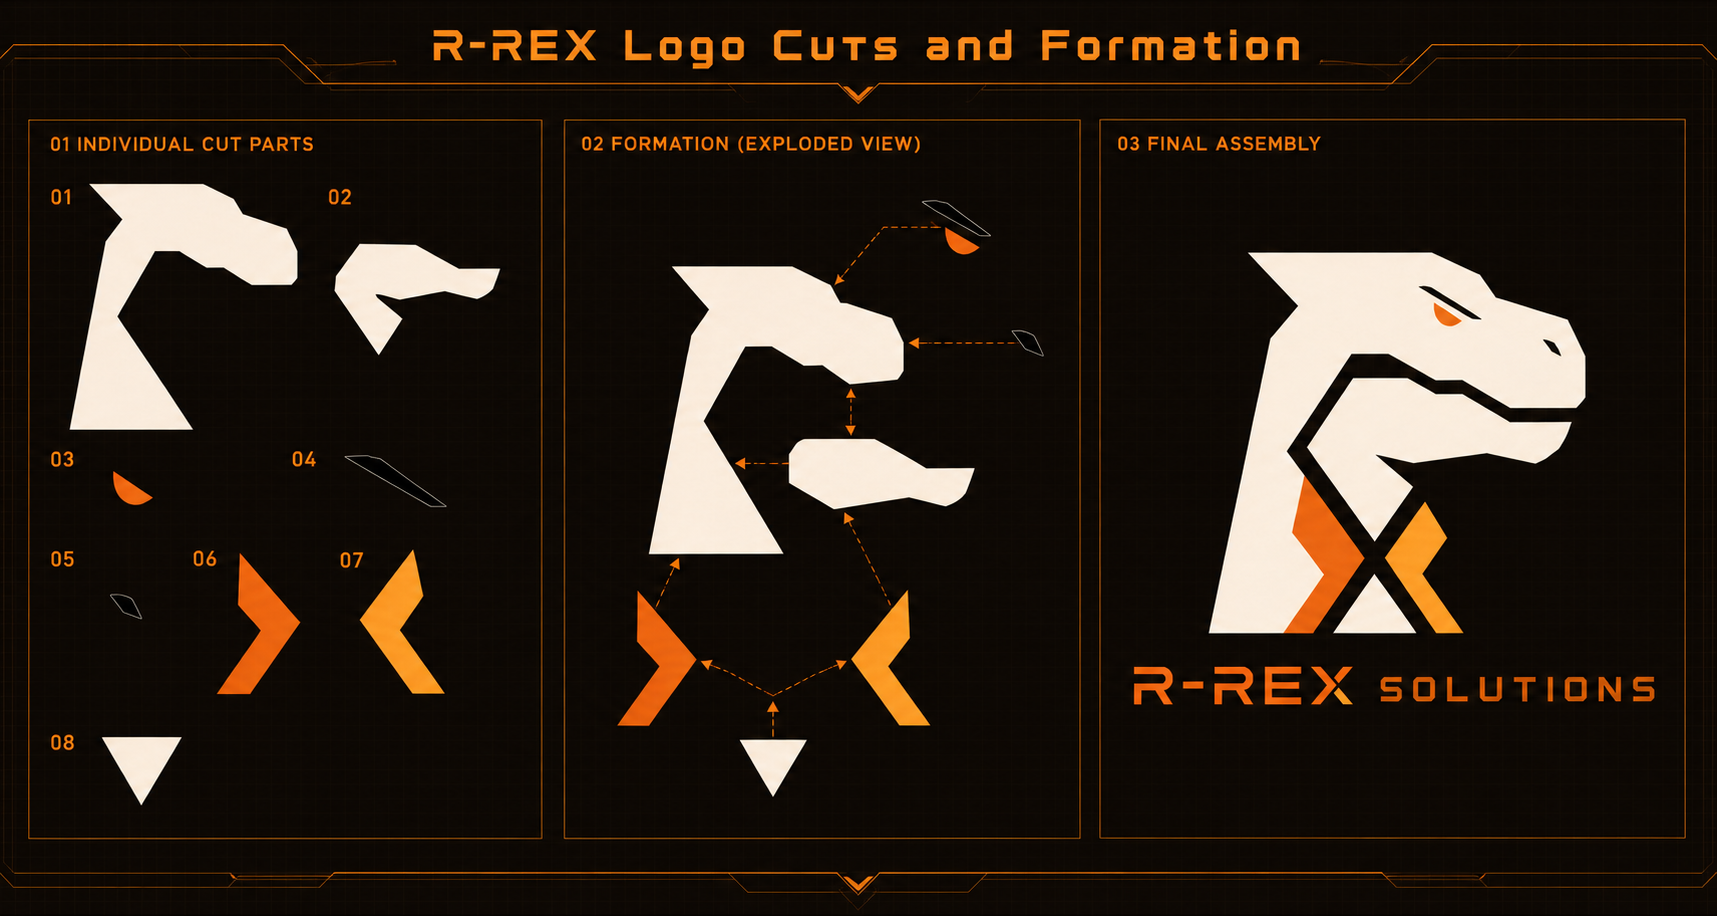 R-REX Logo Cuts and Formation
01 INDIVIDUAL CUT PARTS
01
02
03
04
05
06
07
08
02 FORMATION (EXPLODED VIEW)
03 FINAL ASSEMBLY
R-REX SOLUTIONS